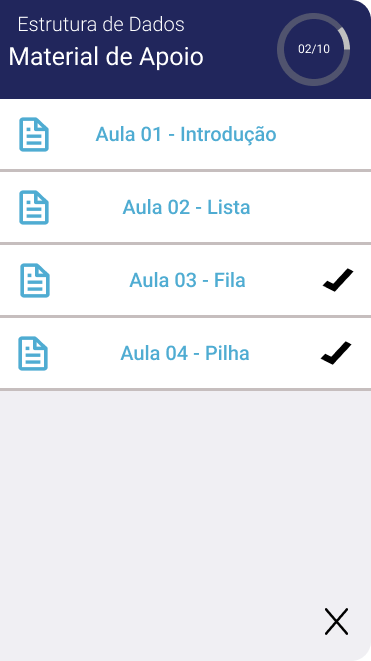 Estrutura de Dados
Material de Apoio
02/10
Aula 01 - Introdução
Aula 02 - Lista
Aula 03 - Fila
Aula 04 - Pilha